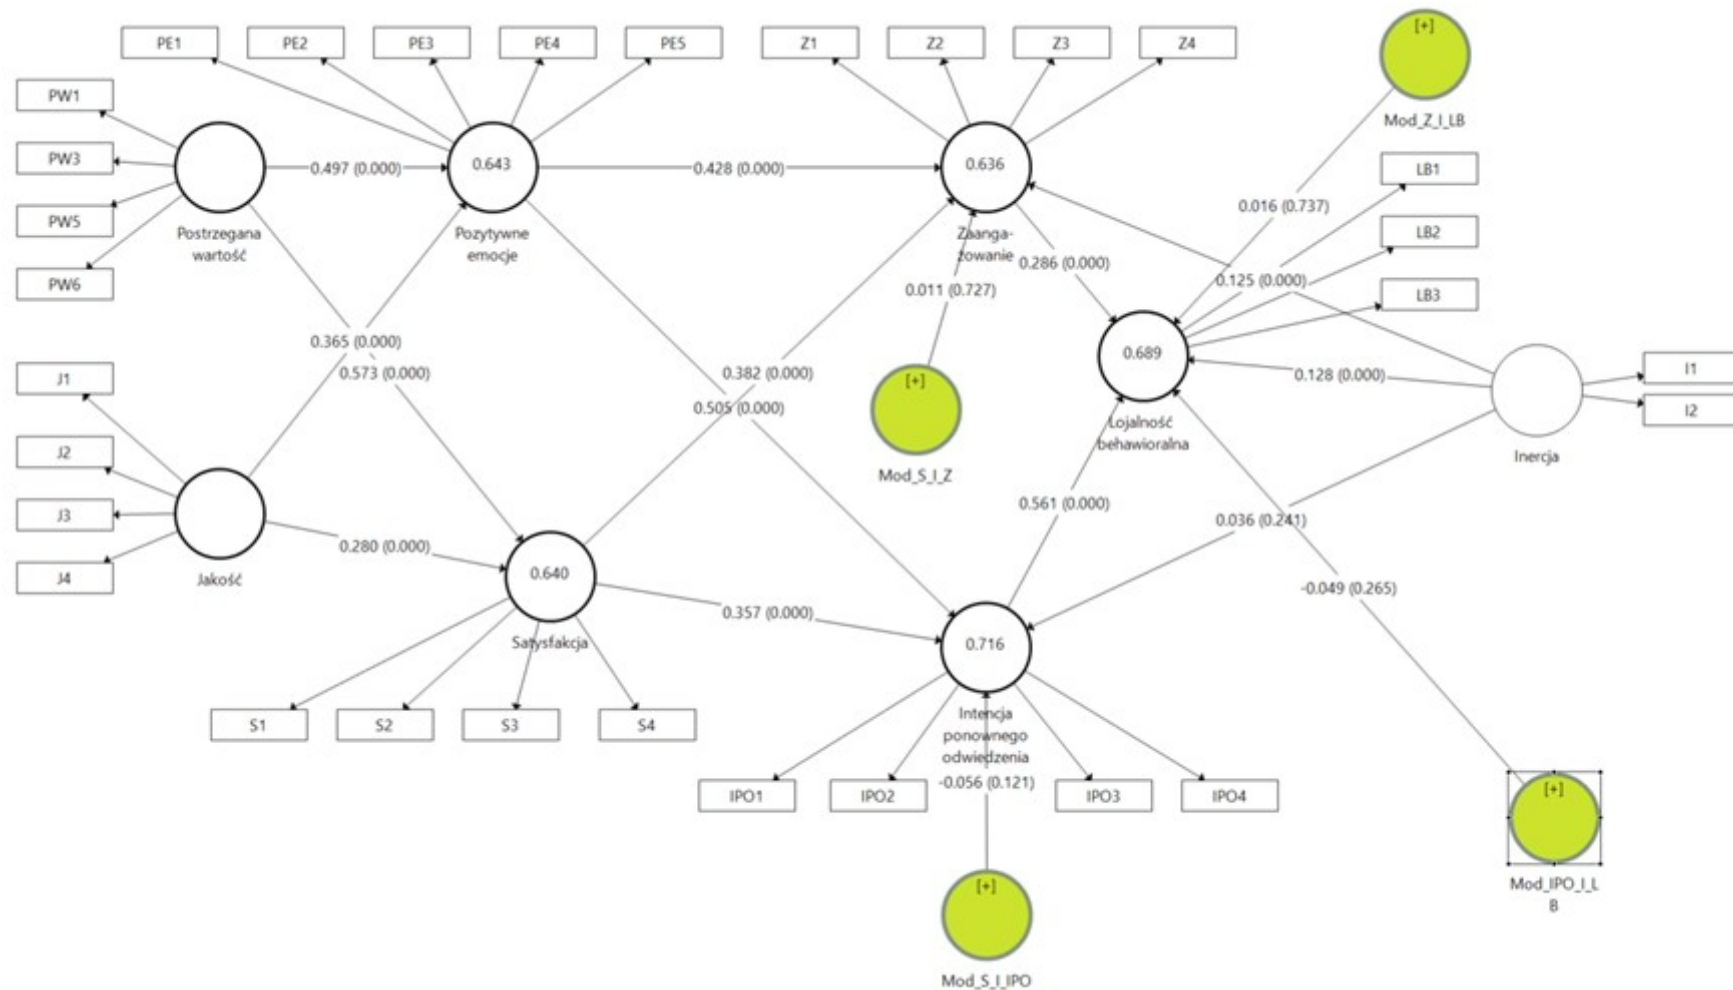 PE1
PE2
PE3
PE4
PE5
Z1
Z2
Z3
Z4
[+]
Mod_Z_I_LB
PW1
PW3
PW5
PW6
Postrzegana
wartość
0.497 (0.000)
0.643
Pozytywne
emocje
0.428 (0.000)
0.636
Zaanga-
żowanie
0.016 (0.737)
LB1
LB2
LB3
0.286 (0.000)
0.125 (0.000)
0.011 (0.727)
0.365 (0.000)
0.573 (0.000)
0.382 (0.000)
0.505 (0.000)
[+]
Mod_S_I_Z
0.689
Lojalność
behawioralna
0.128 (0.000)
I1
I2
Inercja
J1
J2
J3
J4
Jakość
0.280 (0.000)
0.640
Satysfakcja
0.561 (0.000)
0.036 (0.241)
-0.049 (0.265)
0.357 (0.000)
0.716
Intencja
ponownego
odwiedzenia
S1
S2
S3
S4
-0.056 (0.121)
IPO1
IPO2
IPO3
IPO4
[+]
Mod_IPO_I_L
B
[+]
Mod_S_I_IPO